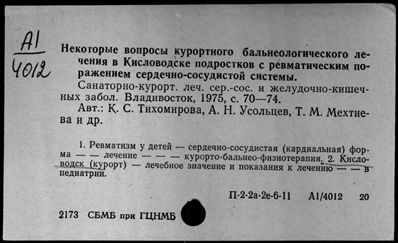 А1
4012
Некоторые вопросы курортного бальнеологического ле-
чения в Кисловодске подростков с ревматическим по-
ражением сердечно-сосудистой системы.
Санаторно-курорт. леч. сер.-сос. и желудочно-кишеч-
ных забол. Владивосток, 1975, с. 70—74.
Авт.: К. С. Тихомирова, А. Н. Усольцев, Т. М. Мехтие-
ва и др.
1. Ревматизм у детей — сердечно-сосудистая (кардиальная) фор-
ма — — лечение — — — курорто-бальнео-физиотерапия. 2. Кисло-
водск (курорт) — лечебное значение и показания к лечению — — в
педиатрии.
П-2-2а-2е-6-11 А1/4012 20
2173 СБМБ при ГЦНМБ